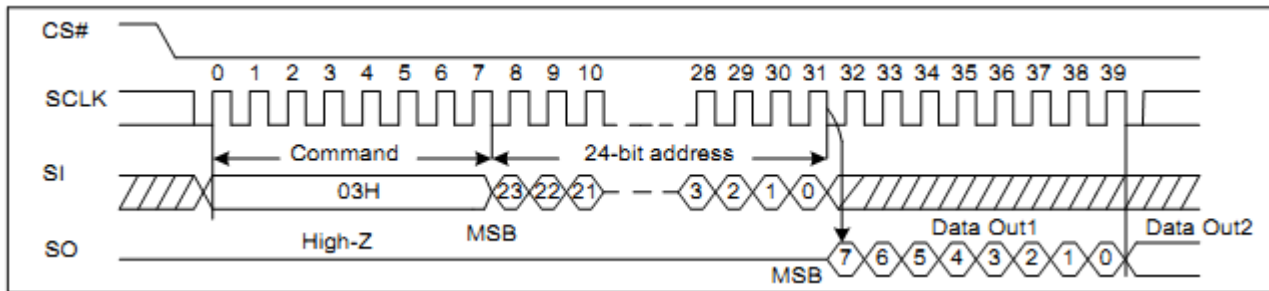 CS#
0 1 2 3 4 5 6 7 8 9 10 28 29 30 31 32 33 34 35 36 37 38 39
SCLK
Command 24-bit address
SI
03H 23 22 21 3 2 1 0
High-Z MSB Data Out1 Data Out2
SO
7 6 5 4 3 2 1 0
MSB